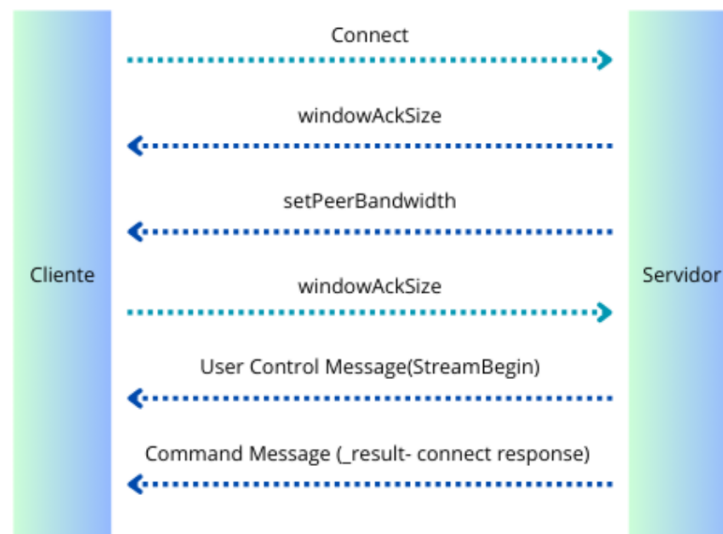 Connect
windowAckSize
setPeerBandwidth
Cliente
Servidor
windowAckSize
User Control Message(StreamBegin)
Command Message (_result- connect response)